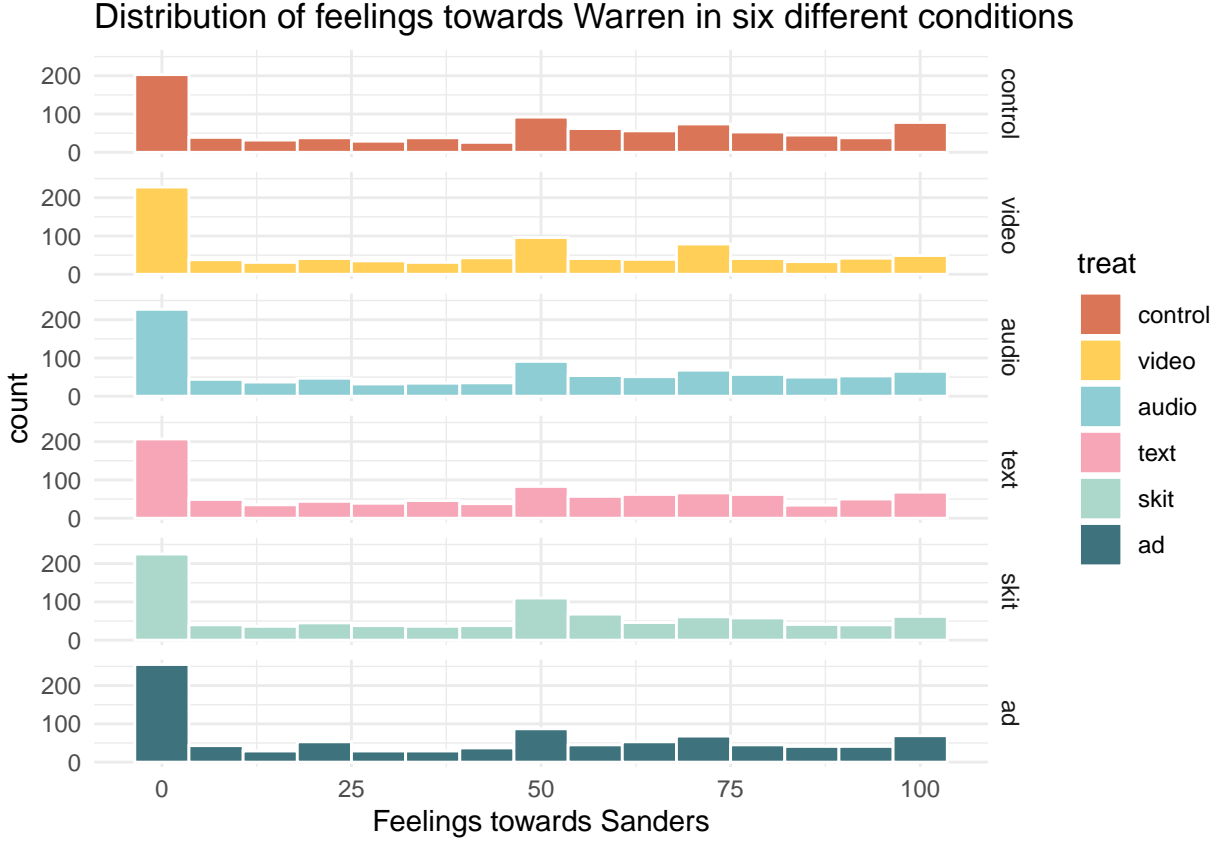 Distribution of feelings towards Warren in six different conditions
count
200
100
0
control
200
100
0
video
200
100
0
audio
200
100
0
text
200
100
0
skit
200
100
0
ad
0 25 50 75 100
Feelings towards Sanders
treat
control
video
audio
text
skit
ad